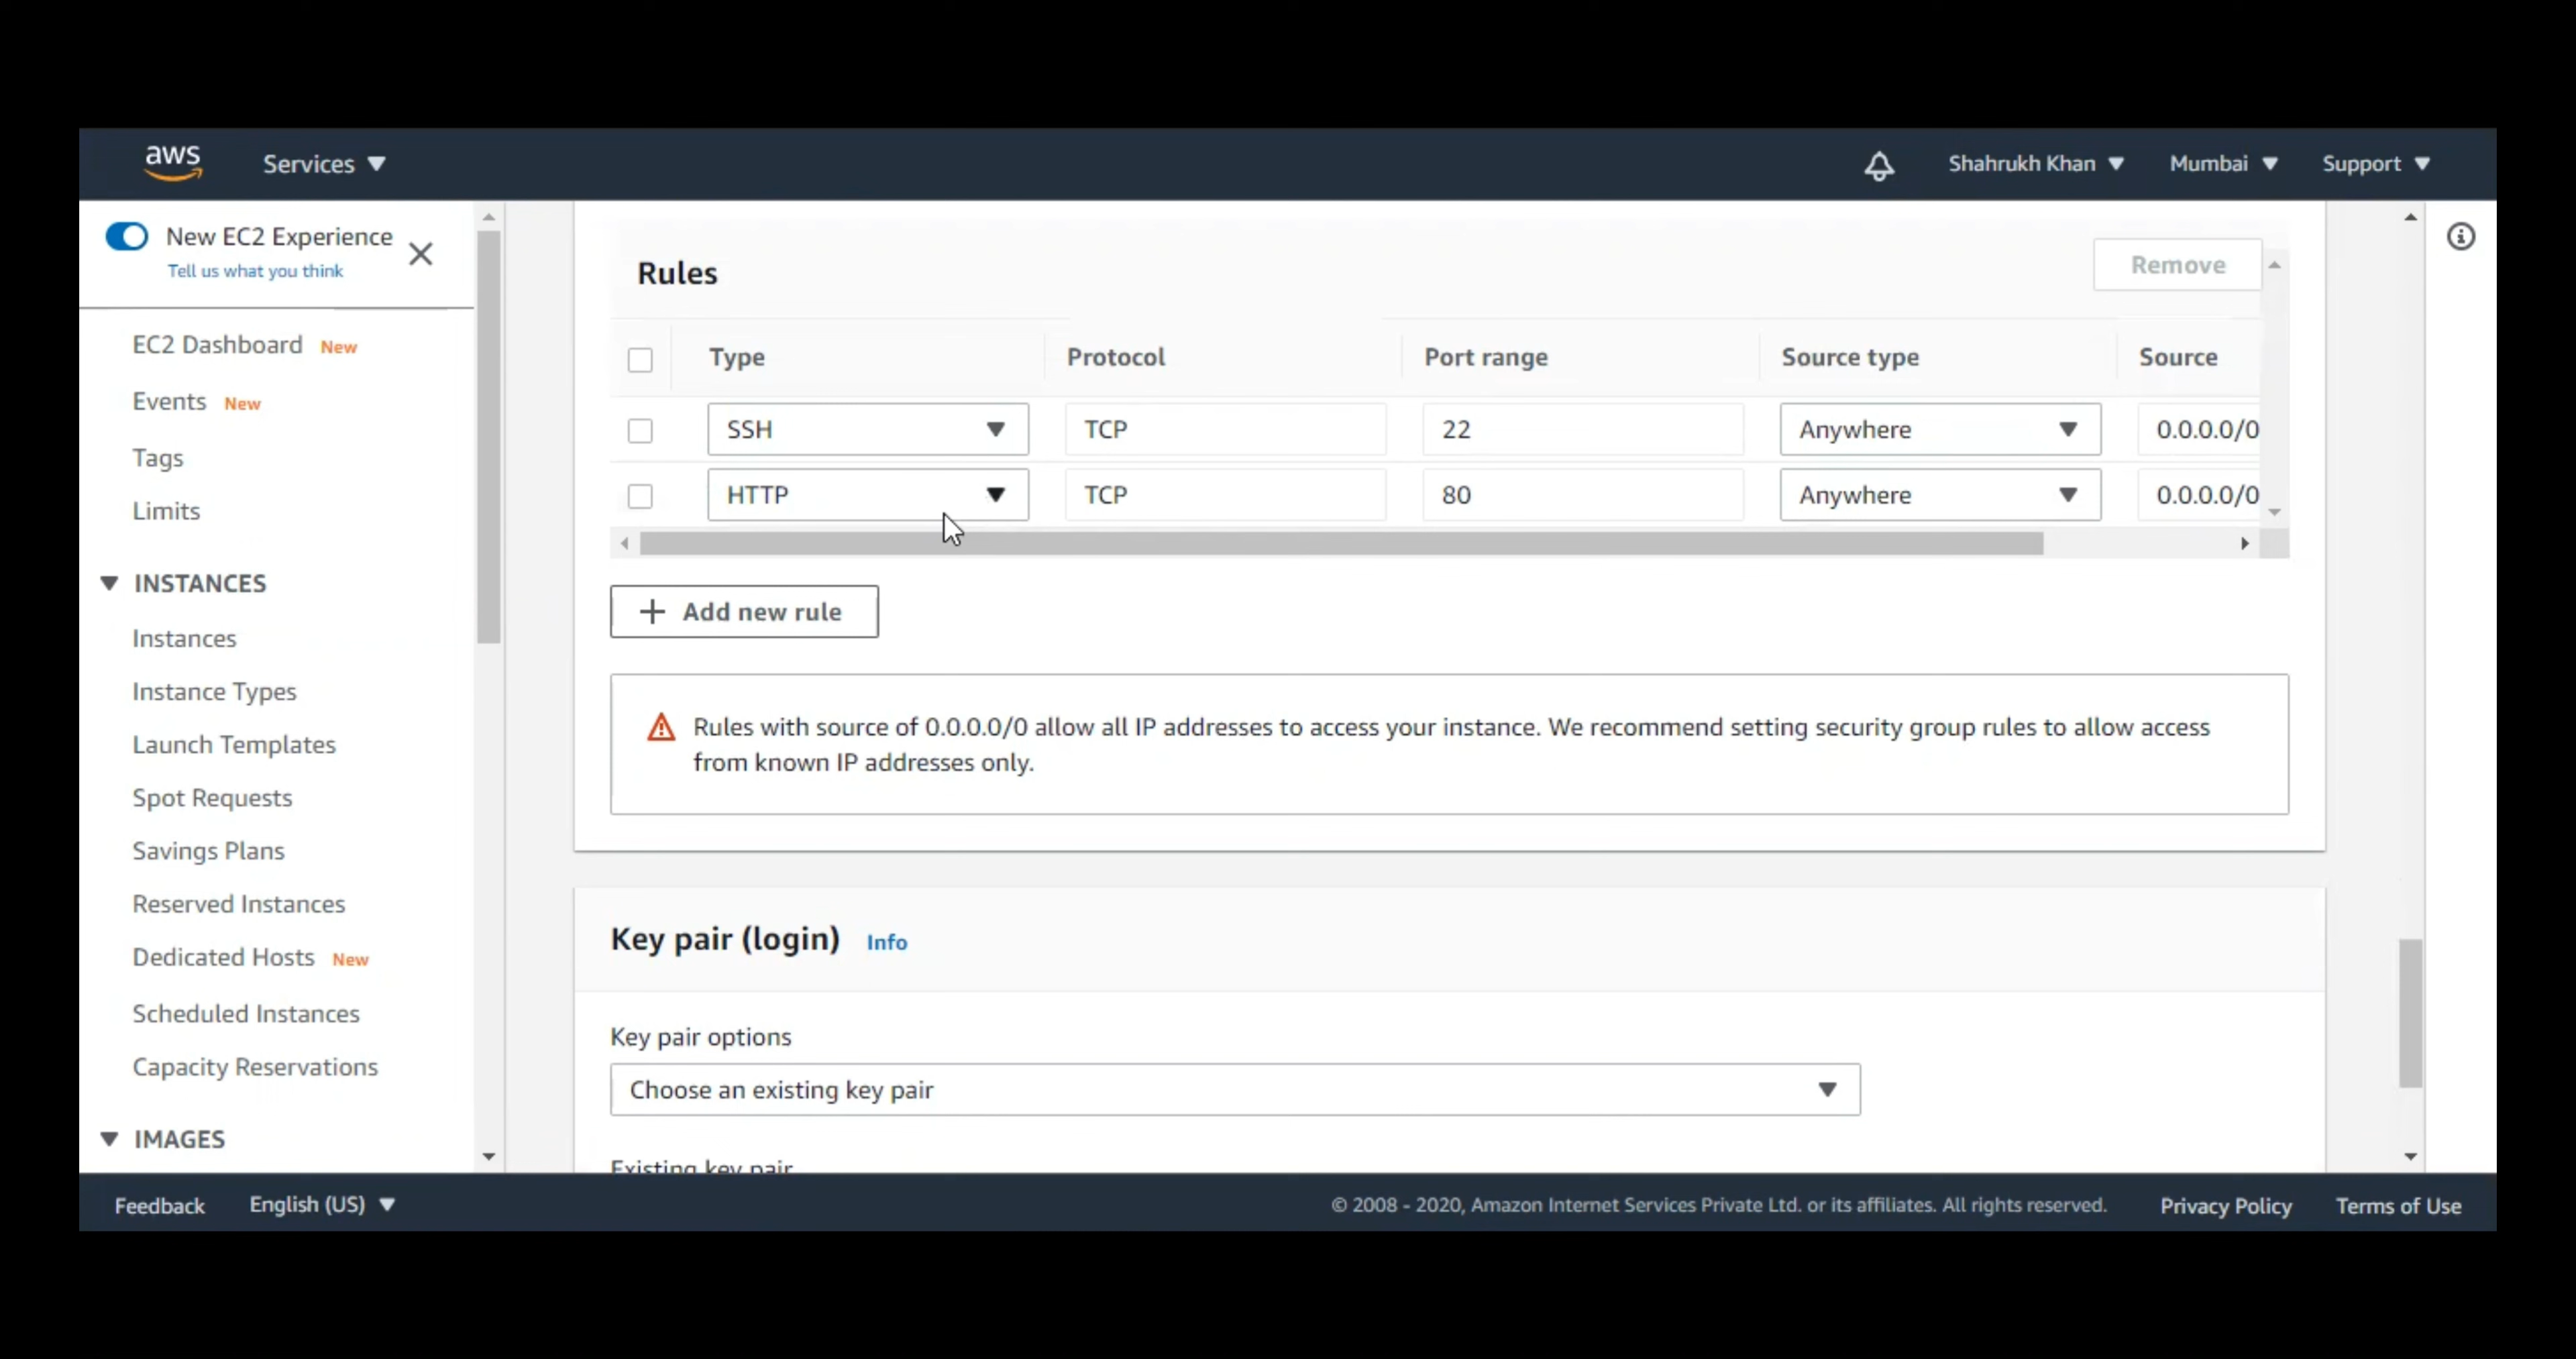 aws
Services
Shahrukh Khan
Mumbai
Support
New EC2 Experience
Tell us what you think
EC2 Dashboard New
Events New
Tags
Limits
INSTANCES
Instances
Instance Types
Launch Templates
Spot Requests
Savings Plans
Reserved Instances
Dedicated Hosts New
Scheduled Instances
Capacity Reservations
IMAGES
Rules
Remove
Type Protocol Port range Source type Source
SSH TCP 22 Anywhere 0.0.0.0/0
HTTP TCP 80 Anywhere 0.0.0.0/0
Add new rule
Rules with source of 0.0.0.0/0 allow all IP addresses to access your instance. We recommend setting security group rules to allow access
from known IP addresses only.
Key pair (login) Info
Key pair options
Choose an existing key pair
Existing key pair
Feedback
English (US)
© 2008 - 2020, Amazon Internet Services Private Ltd. or its affiliates. All rights reserved.
Privacy Policy
Terms of Use